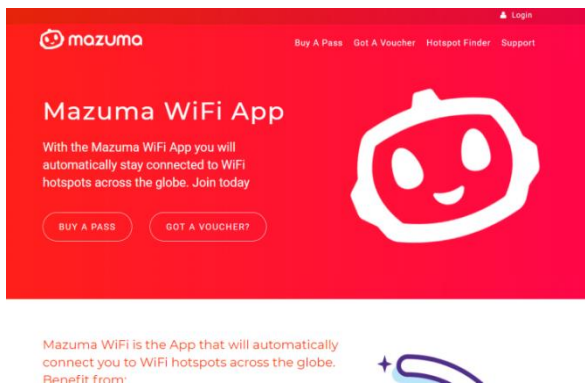 Login
mazuma
Buy A Pass Got A Voucher Hotspot Finder Support
Mazuma WiFi App
With the Mazuma WiFi App you will
automatically stay connected to WiFi
hotspots across the globe. Join today
BUY A PASS GOT A VOUCHER?
Mazuma WiFi is the App that will automatically
connect you to WiFi hotspots across the globe.
Benefit from: